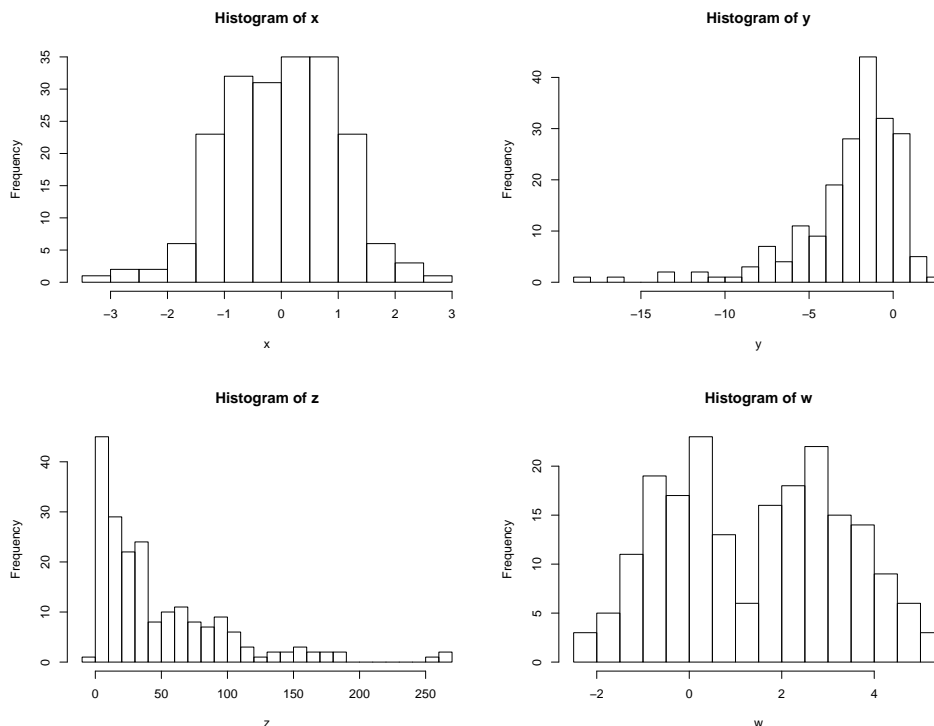 Histogram of x
Frequency
0 5 10 15 20 25 30 35
−3 −2 −1 0 1 2 3
x
Histogram of y
Frequency
0 10 20 30 40
−15 −10 −5 0
y
Histogram of z
Frequency
0 10 20 30 40
0 50 100 150 200 250
z
Histogram of w
Frequency
0 5 10 15 20
−2 0 2 4
w